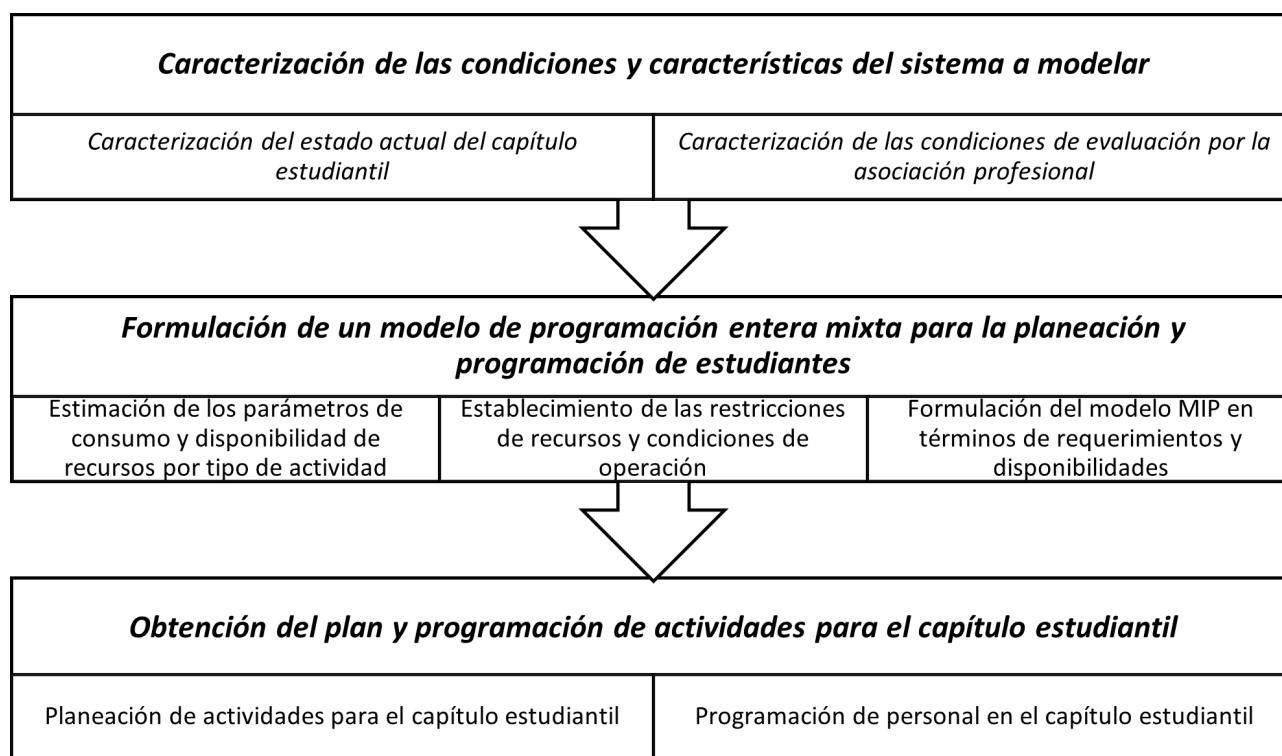 Caracterización de las condiciones y características del sistema a modelar
Caracterización del estado actual del capítulo
estudiantil
Caracterización de las condiciones de evaluación por la
asociación profesional
Formulación de un modelo de programación entera mixta para la planeación y
programación de estudiantes
Estimación de los parámetros de
consumo y disponibilidad de
recursos por tipo de actividad
Establecimiento de las restricciones
de recursos y condiciones de
operación
Formulación del modelo MIP en
términos de requerimientos y
disponibilidades
Obtención del plan y programación de actividades para el capítulo estudiantil
Planeación de actividades para el capítulo estudiantil
Programación de personal en el capítulo estudiantil